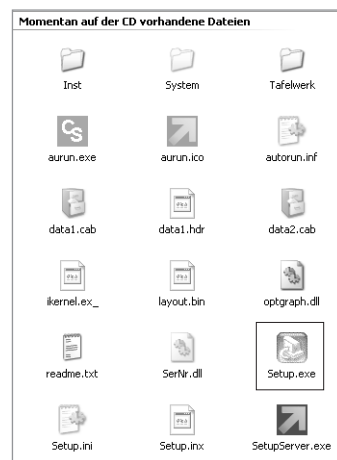 Momentan auf der CD vorhandene Dateien
Inst System Tafelwerk
CS
aurun.exe aurun.ico autorun.inf
data1.cab data1.hdr data2.cab
ikernel.ex_ layout.bin optgraph.dll
readme.txt SerNr.dll Setup.exe
Setup.ini Setup.inx SetupServer.exe